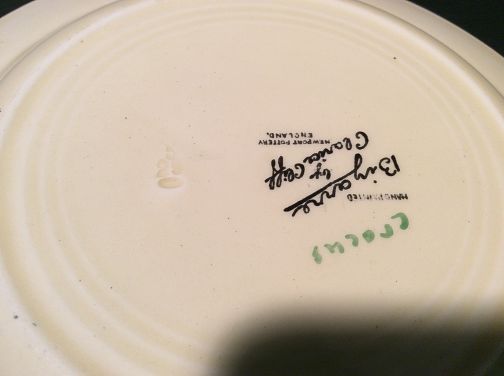 crocus
HAND PAINTED
Bizarre
by
Clarice Cliff
NEWPORT POTTERY
ENGLAND.